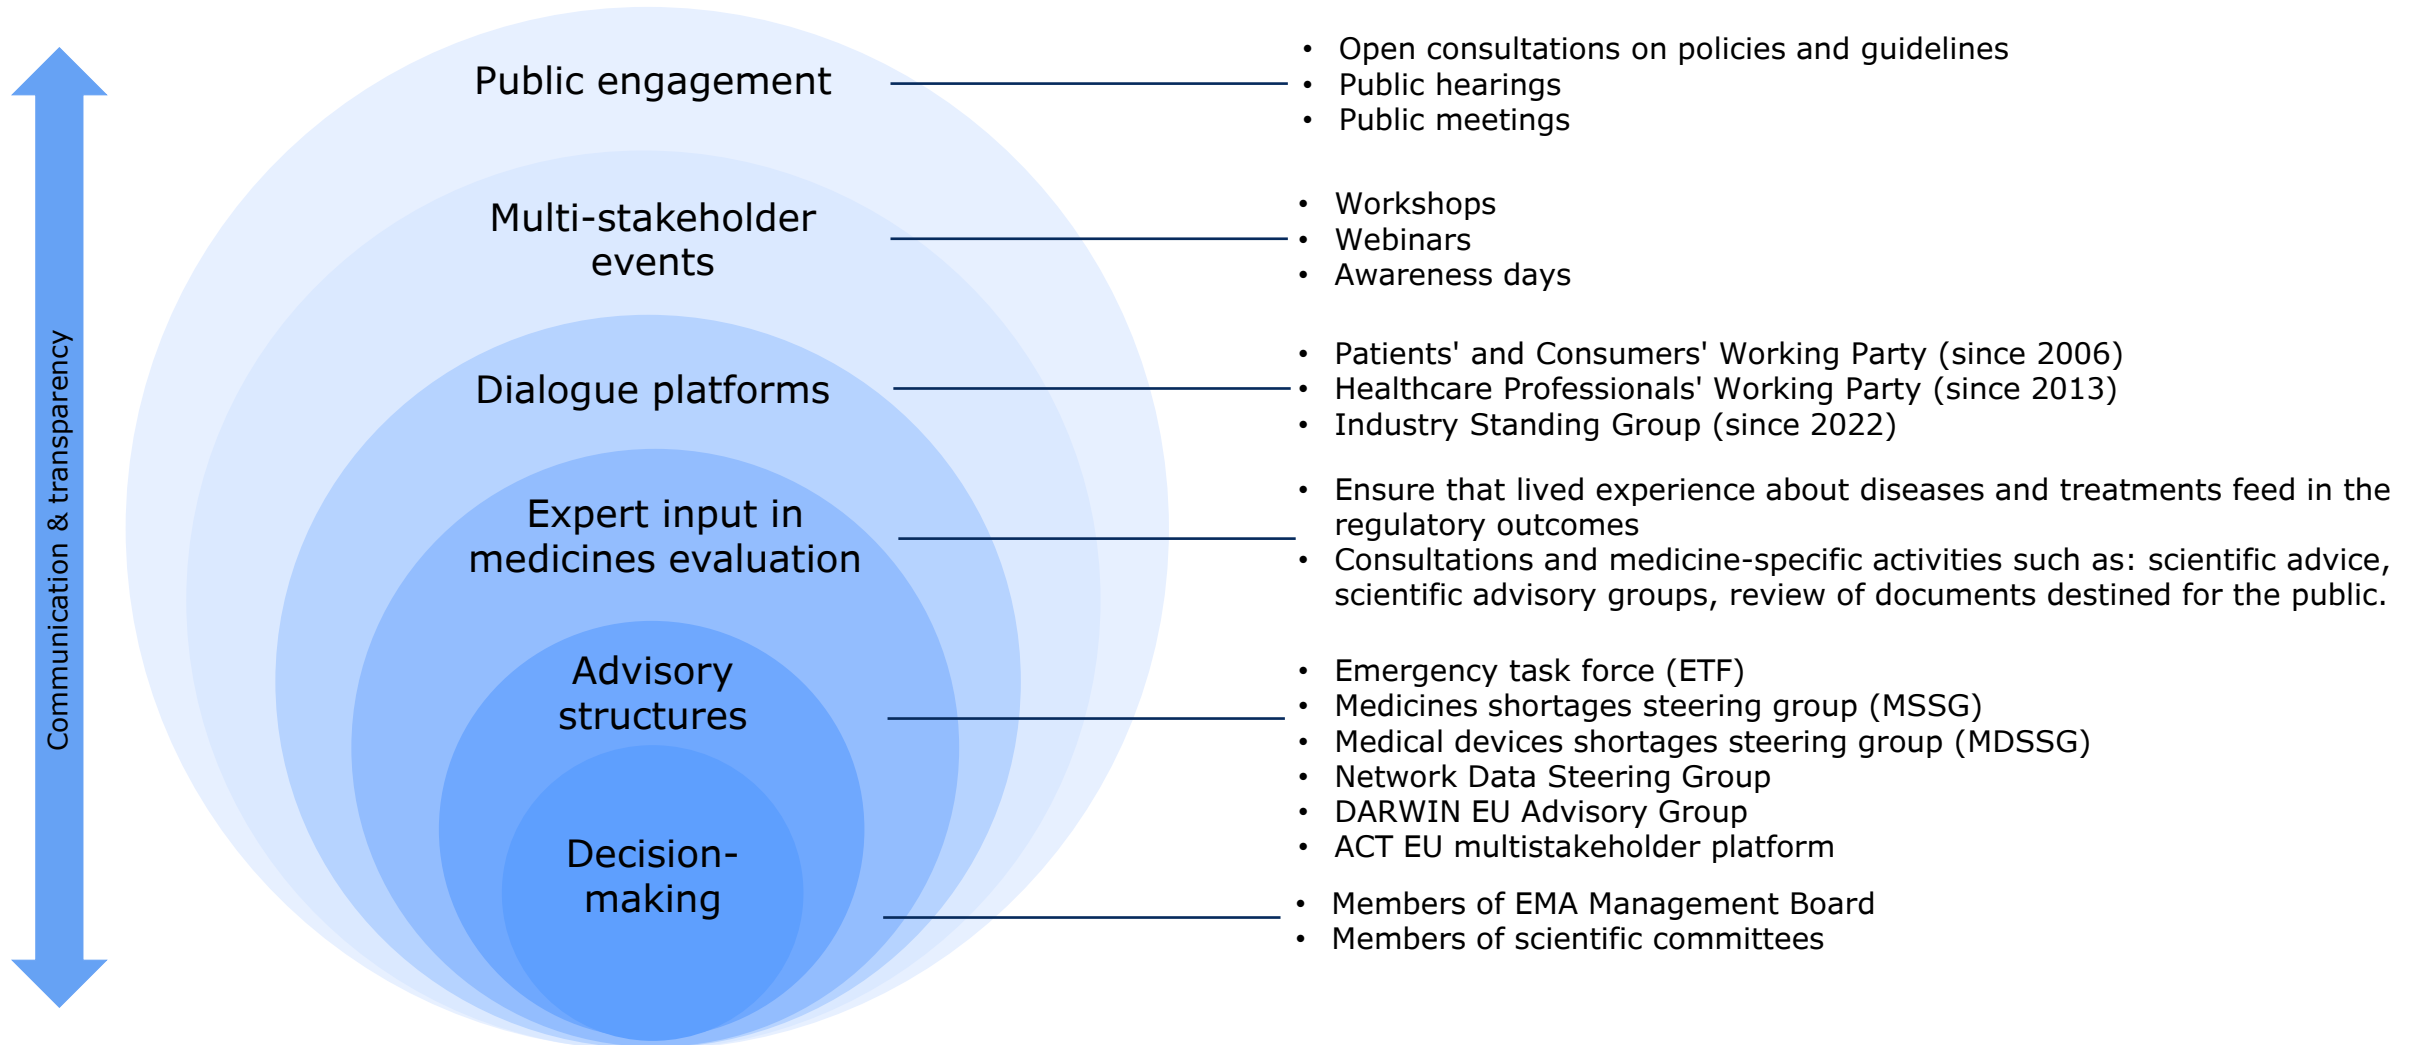 Communication & transparency
Public engagement
• Open consultations on policies and guidelines
• Public hearings
• Public meetings
Multi-stakeholder
events
• Workshops
• Webinars
• Awareness days
Dialogue platforms
• Patients' and Consumers' Working Party (since 2006)
• Healthcare Professionals' Working Party (since 2013)
• Industry Standing Group (since 2022)
Expert input in
medicines evaluation
• Ensure that lived experience about diseases and treatments feed in the
regulatory outcomes
• Consultations and medicine-specific activities such as: scientific advice,
scientific advisory groups, review of documents destined for the public.
Advisory
structures
• Emergency task force (ETF)
• Medicines shortages steering group (MSSG)
• Medical devices shortages steering group (MDSSG)
• Network Data Steering Group
• DARWIN EU Advisory Group
• ACT EU multistakeholder platform
Decision-
making
• Members of EMA Management Board
• Members of scientific committees